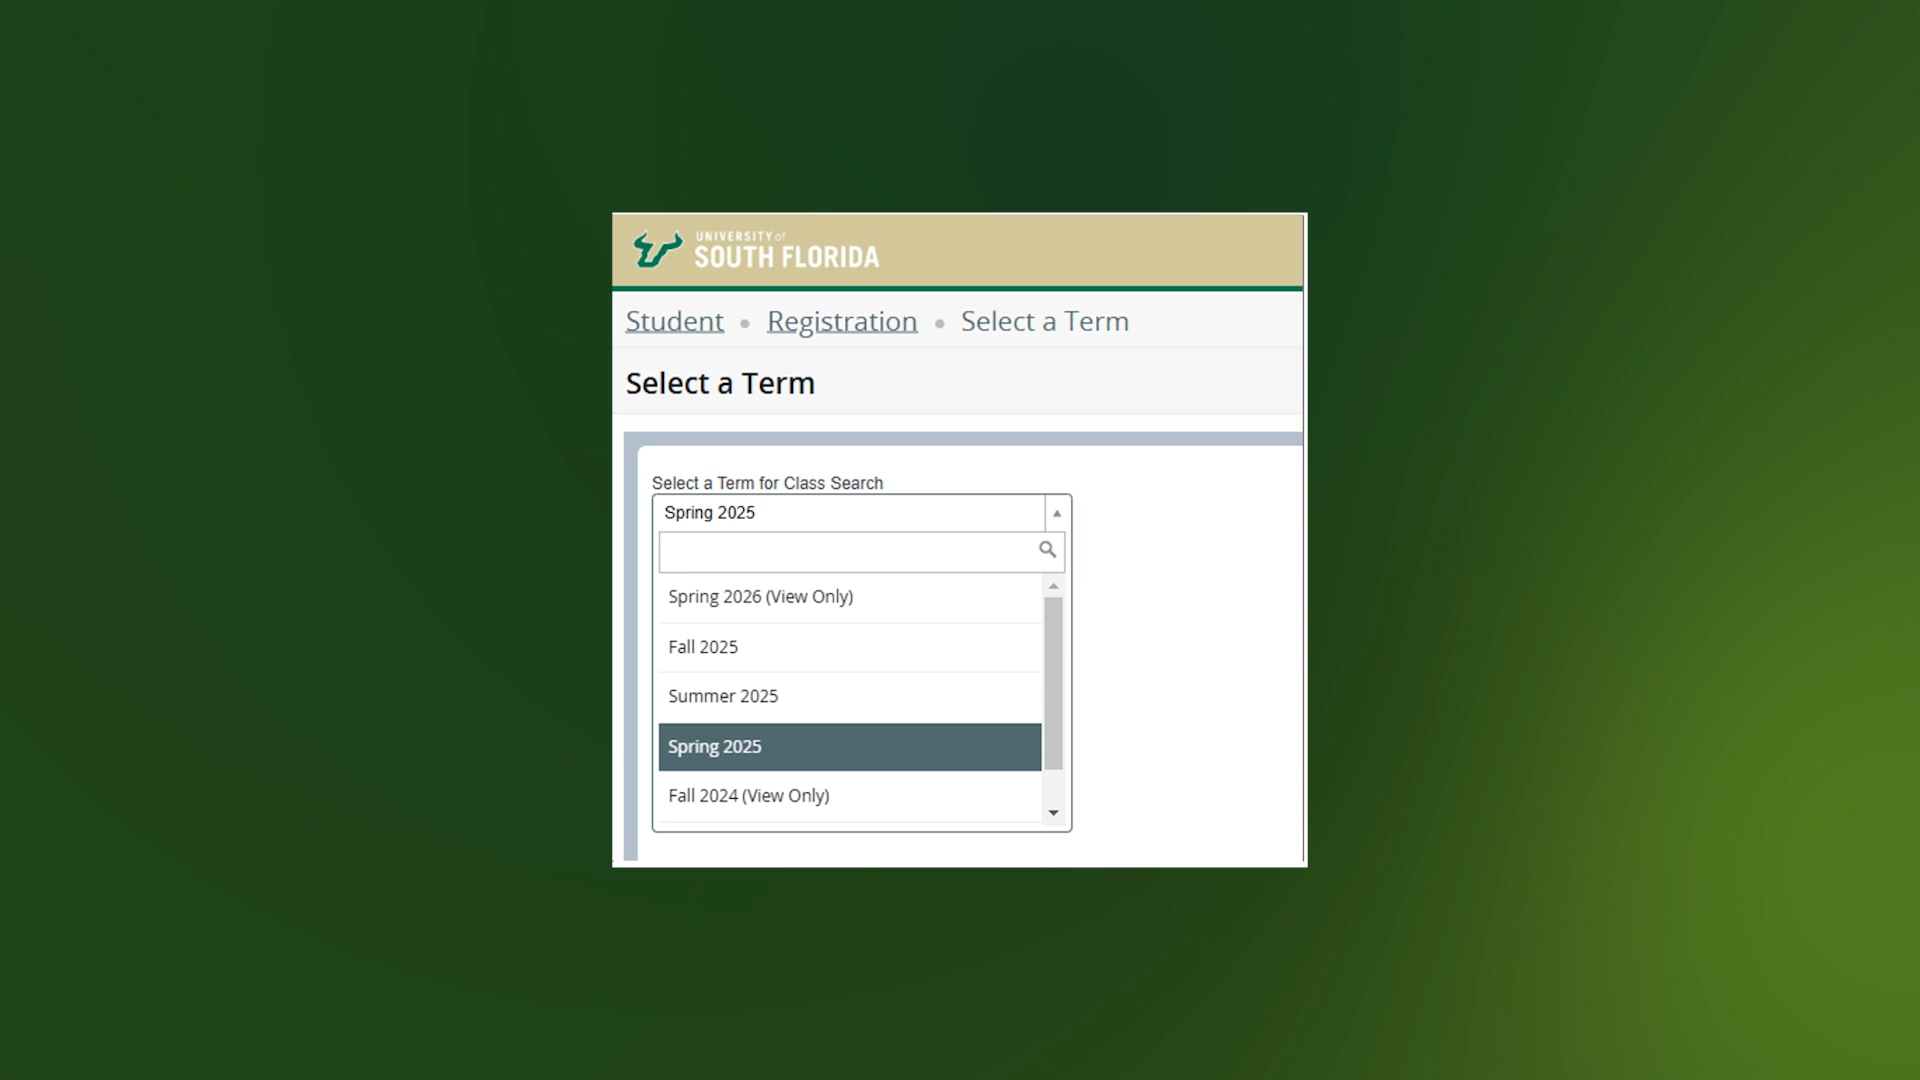 UNIVERSITY of
SOUTH FLORIDA
Student • Registration • Select a Term
Select a Term
Select a Term for Class Search
Spring 2025
Spring 2026 (View Only)
Fall 2025
Summer 2025
Spring 2025
Fall 2024 (View Only)